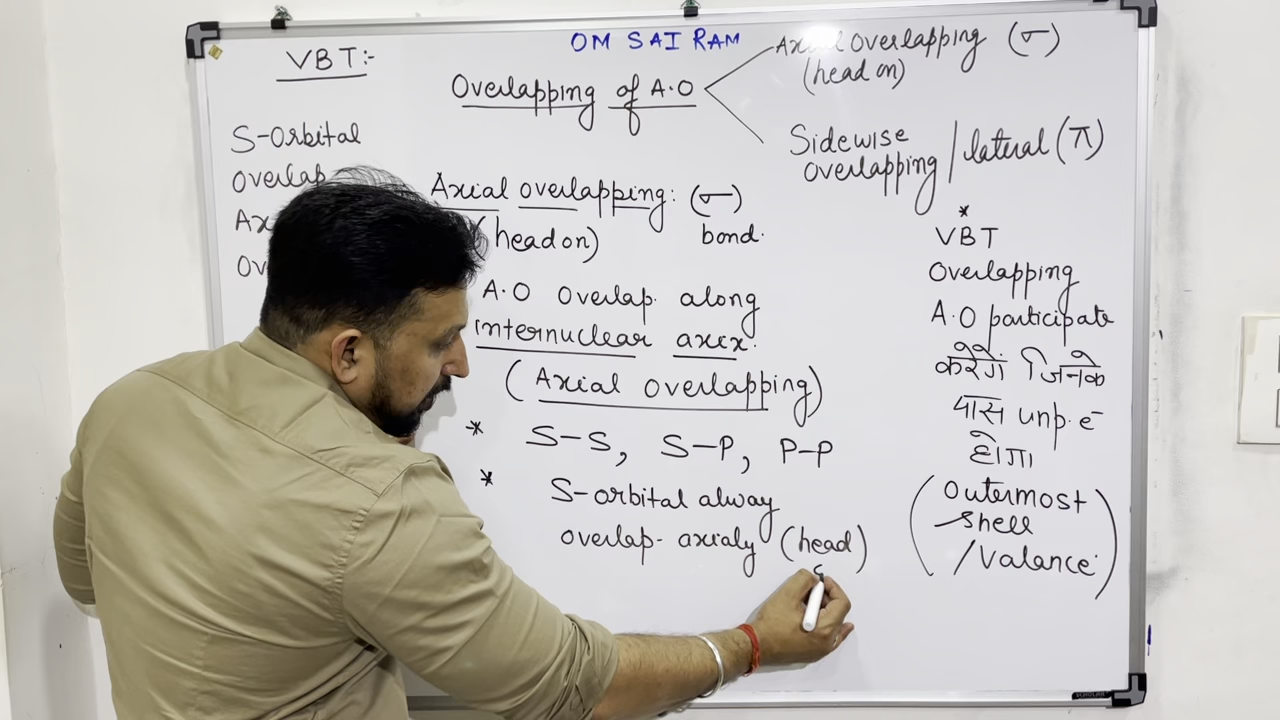 OM SAI RAM
VBT:-
Overlapping of A.O
Axial overlapping (σ)
(head on)
Sidewise
overlapping / lateral (π)
S-orbital
overlap
Ax
Ov
Axial overlapping: (σ)
(head on) bond.
A.O overlap. along
internuclear axix.
(Axial overlapping)
* S-S, S-P, P-P
* S-orbital alway
overlap- axialy (head)
*
VBT
Overlapping
A.O participate
करेगें जिनके
पास unp. e⁻
होगा
(Outermost
shell
/Valance)
SCHOLAR